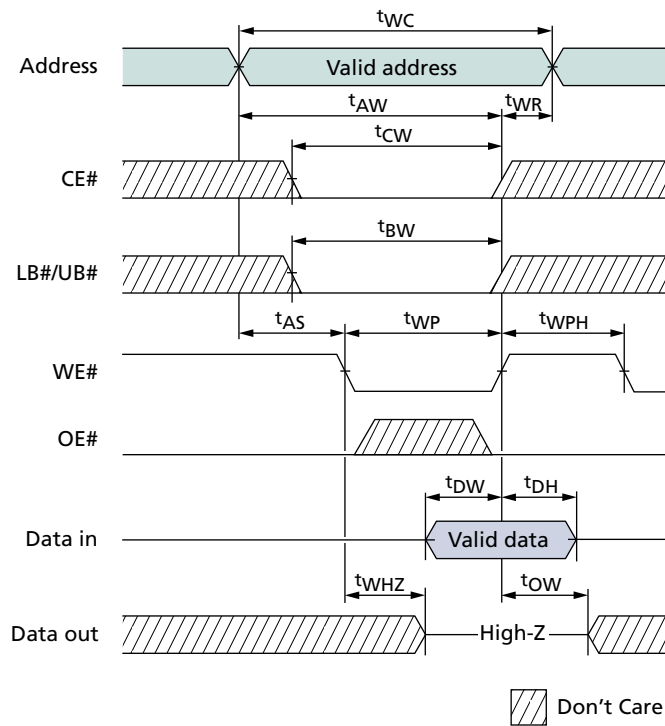 tWC
Address
Valid address
tAW
tWR
tCW
CE#
tBW
LB#/UB#
tAS
tWP
tWPH
WE#
OE#
tDW
tDH
Data in
Valid data
tWHZ
tOW
Data out
High-Z
Don't Care